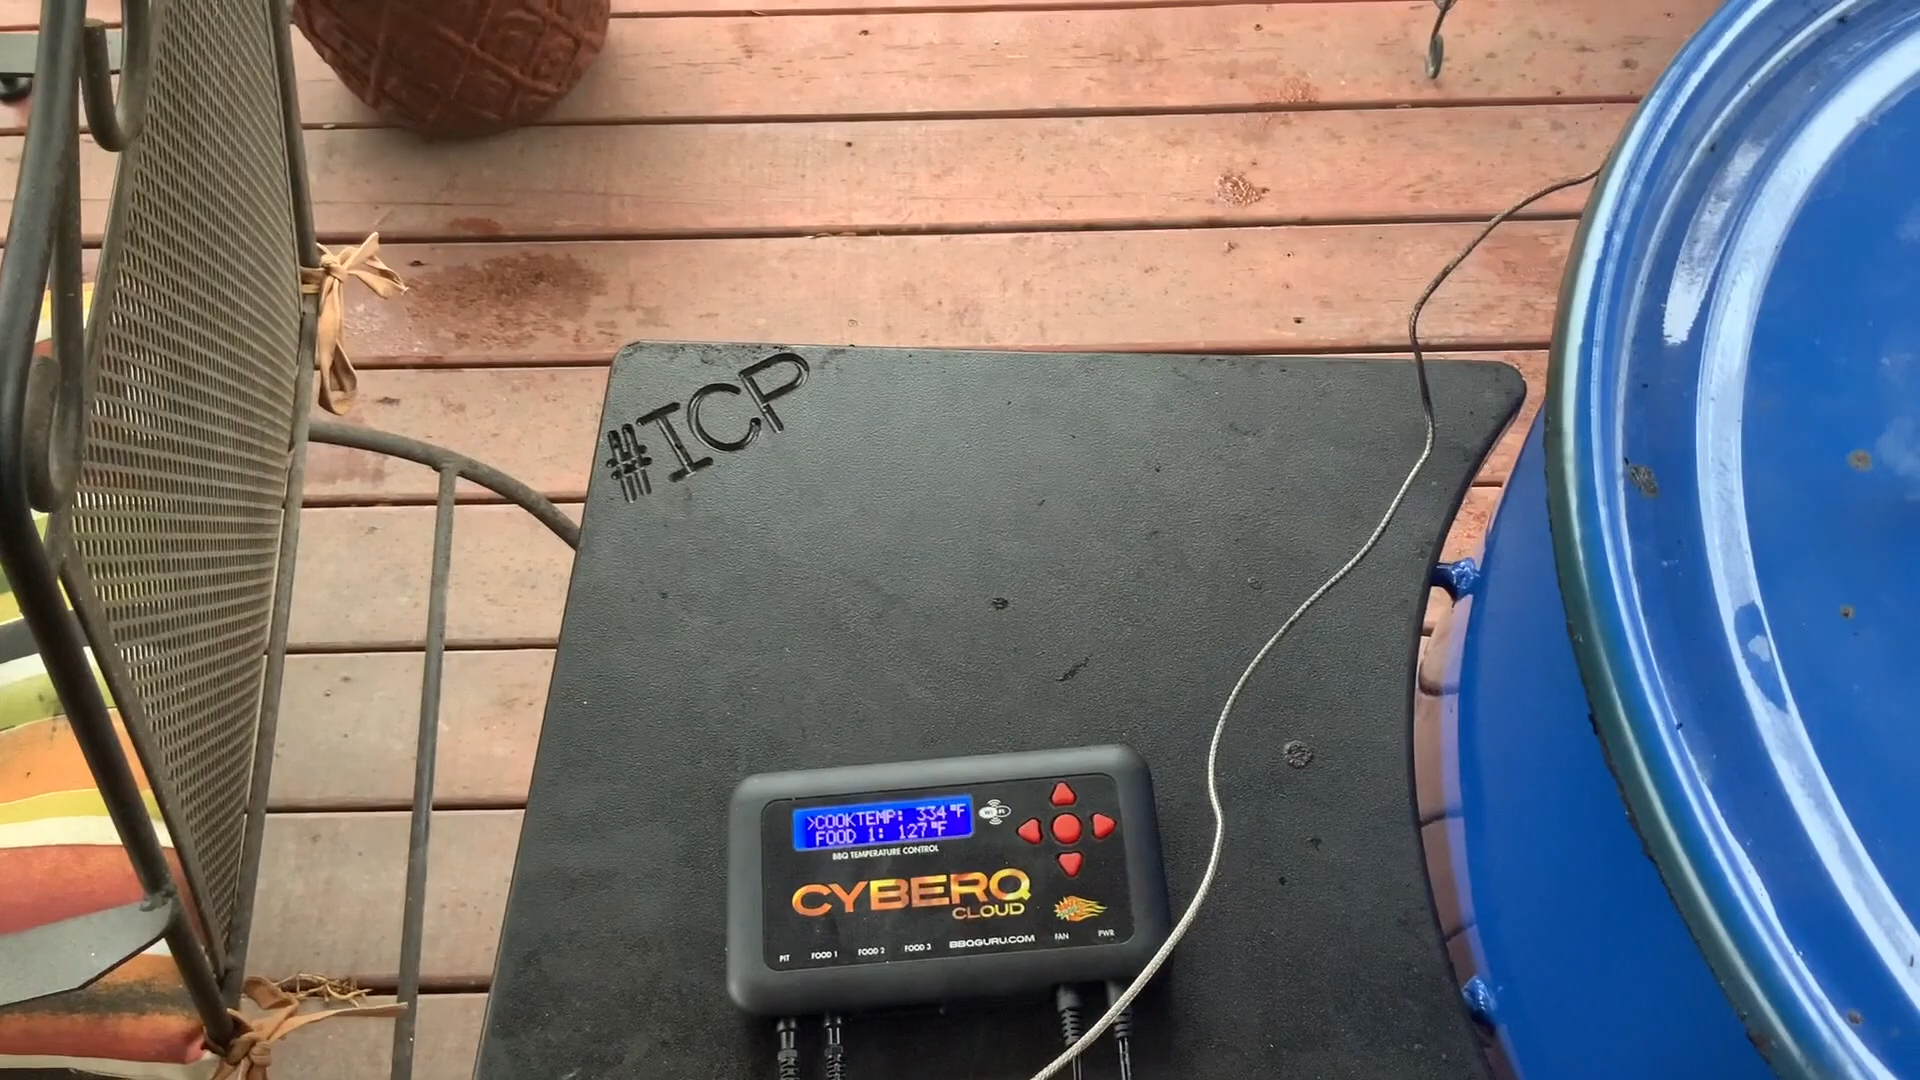 #ICP
>COOKTEMP: 334°F
FOOD 1: 127°F
WiFi
BBQ TEMPERATURE CONTROL
CYBERQ
CLOUD
PIT FOOD 1 FOOD 2 FOOD 3 BBQGURU.COM FAN PWR